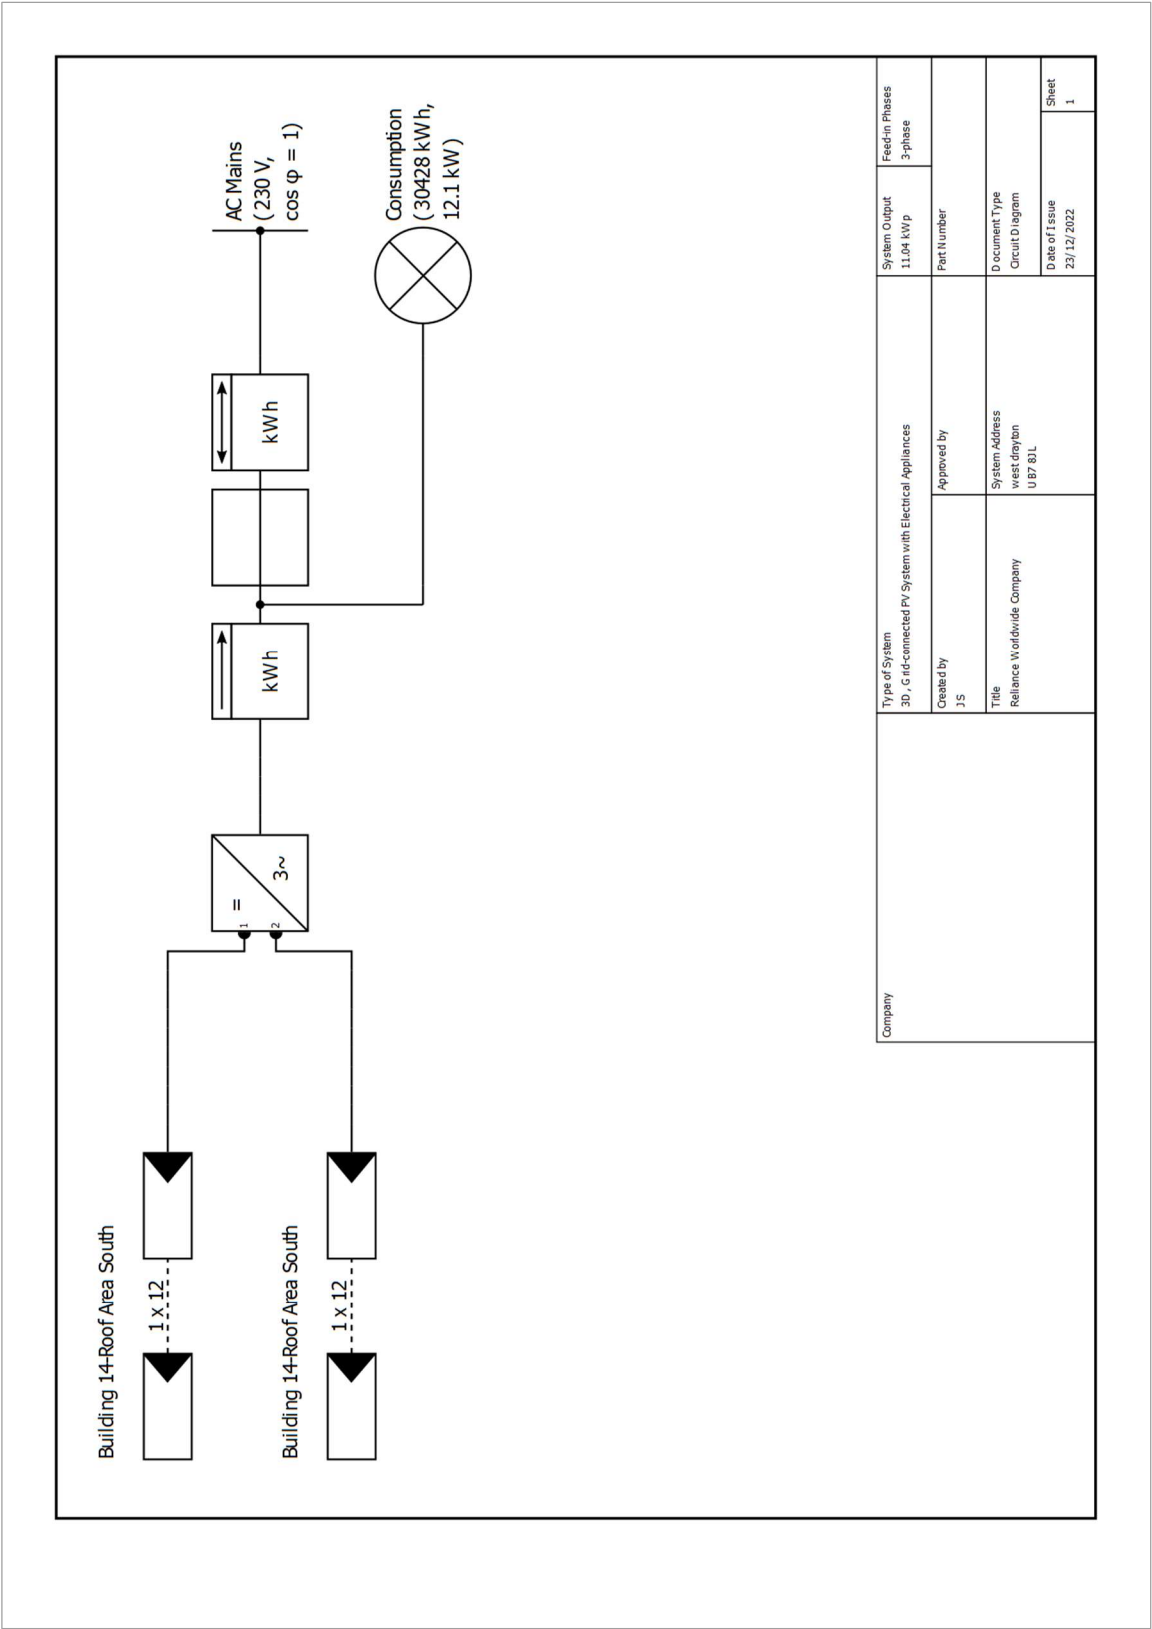 Building 14-Roof Area South
1 x 12
Building 14-Roof Area South
1 x 12
1
2
=
3~
kWh
kWh
AC Mains
(230 V,
cos φ = 1)
Consumption
(30428 kWh,
12.1 kW)
Company
Type of System
3D, Grid-connected PV System with Electrical Appliances
System Output
11.04 kWp
Feed-in Phases
3-phase
Created by
JS
Approved by
Part Number
Title
Reliance Worldwide Company
System Address
west drayton
UB7 8JL
Document Type
Circuit Diagram
Date of Issue
23/12/2022
Sheet
1